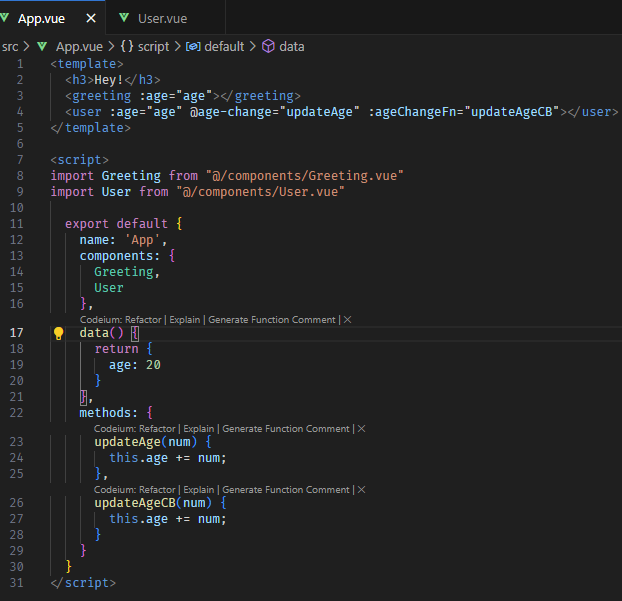 App.vue User.vue
src > App.vue > {} script > default > data
1 <template>
2 <h3>Hey!</h3>
3 <greeting :age="age"></greeting>
4 <user :age="age" @age-change="updateAge" :ageChangeFn="updateAgeCB"></user>
5 </template>
6
7 <script>
8 import Greeting from "@/components/Greeting.vue"
9 import User from "@/components/User.vue"
10
11 export default {
12 name: 'App',
13 components: {
14 Greeting,
15 User
16 },
Codeium: Refactor | Explain | Generate Function Comment | ×
17 data() {
18 return {
19 age: 20
20 }
21 },
22 methods: {
Codeium: Refactor | Explain | Generate Function Comment | ×
23 updateAge(num) {
24 this.age += num;
25 },
Codeium: Refactor | Explain | Generate Function Comment | ×
26 updateAgeCB(num) {
27 this.age += num;
28 }
29 }
30 }
31 </script>